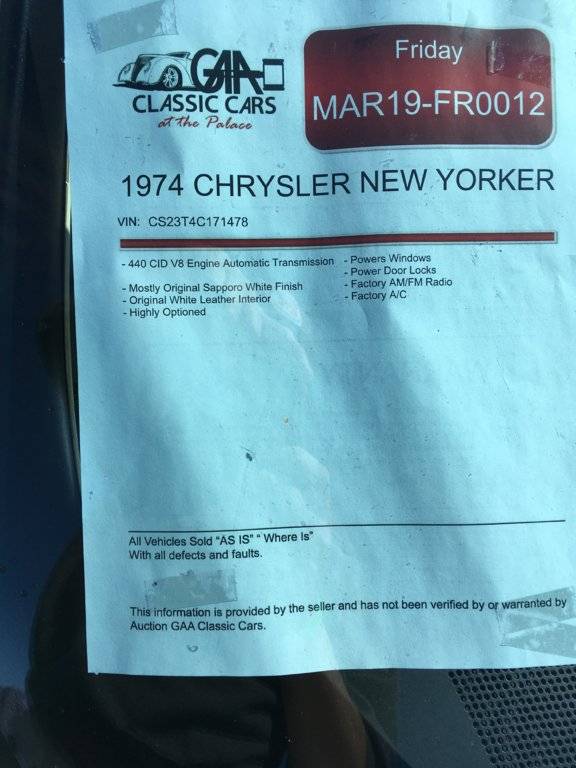 GAA
CLASSIC CARS
at the Palace
Friday
MAR19-FR0012
1974 CHRYSLER NEW YORKER
VIN: CS23T4C171478
- 440 CID V8 Engine Automatic Transmission
- Mostly Original Sapporo White Finish
- Original White Leather Interior
- Highly Optioned
- Powers Windows
- Power Door Locks
- Factory AM/FM Radio
- Factory A/C
All Vehicles Sold "AS IS" " Where Is"
With all defects and faults.
This information is provided by the seller and has not been verified by or warranted by
Auction GAA Classic Cars.